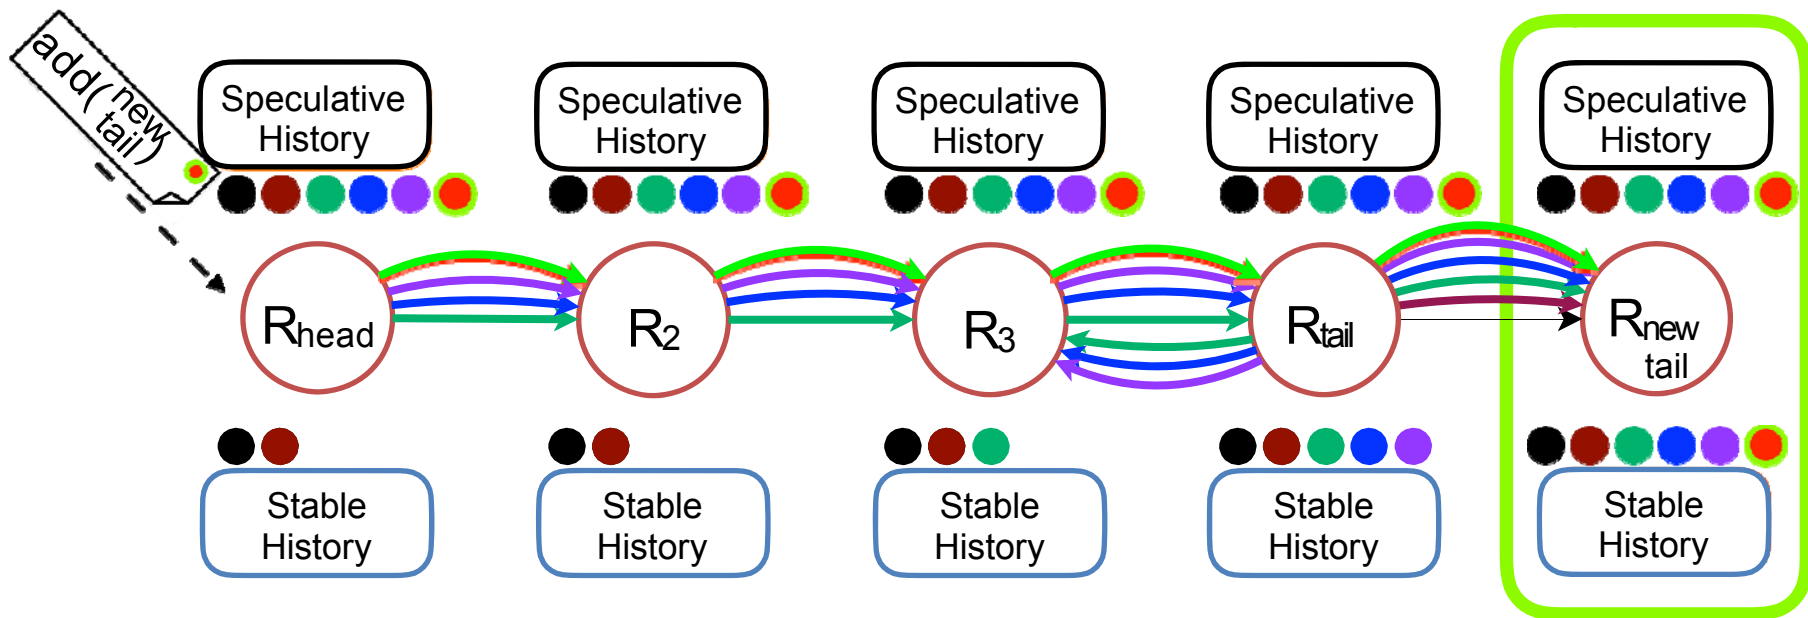 add(new
tail)
Speculative
History
Speculative
History
Speculative
History
Speculative
History
Speculative
History
Rhead
R2
R3
Rtail
Rnew
tail
Stable
History
Stable
History
Stable
History
Stable
History
Stable
History